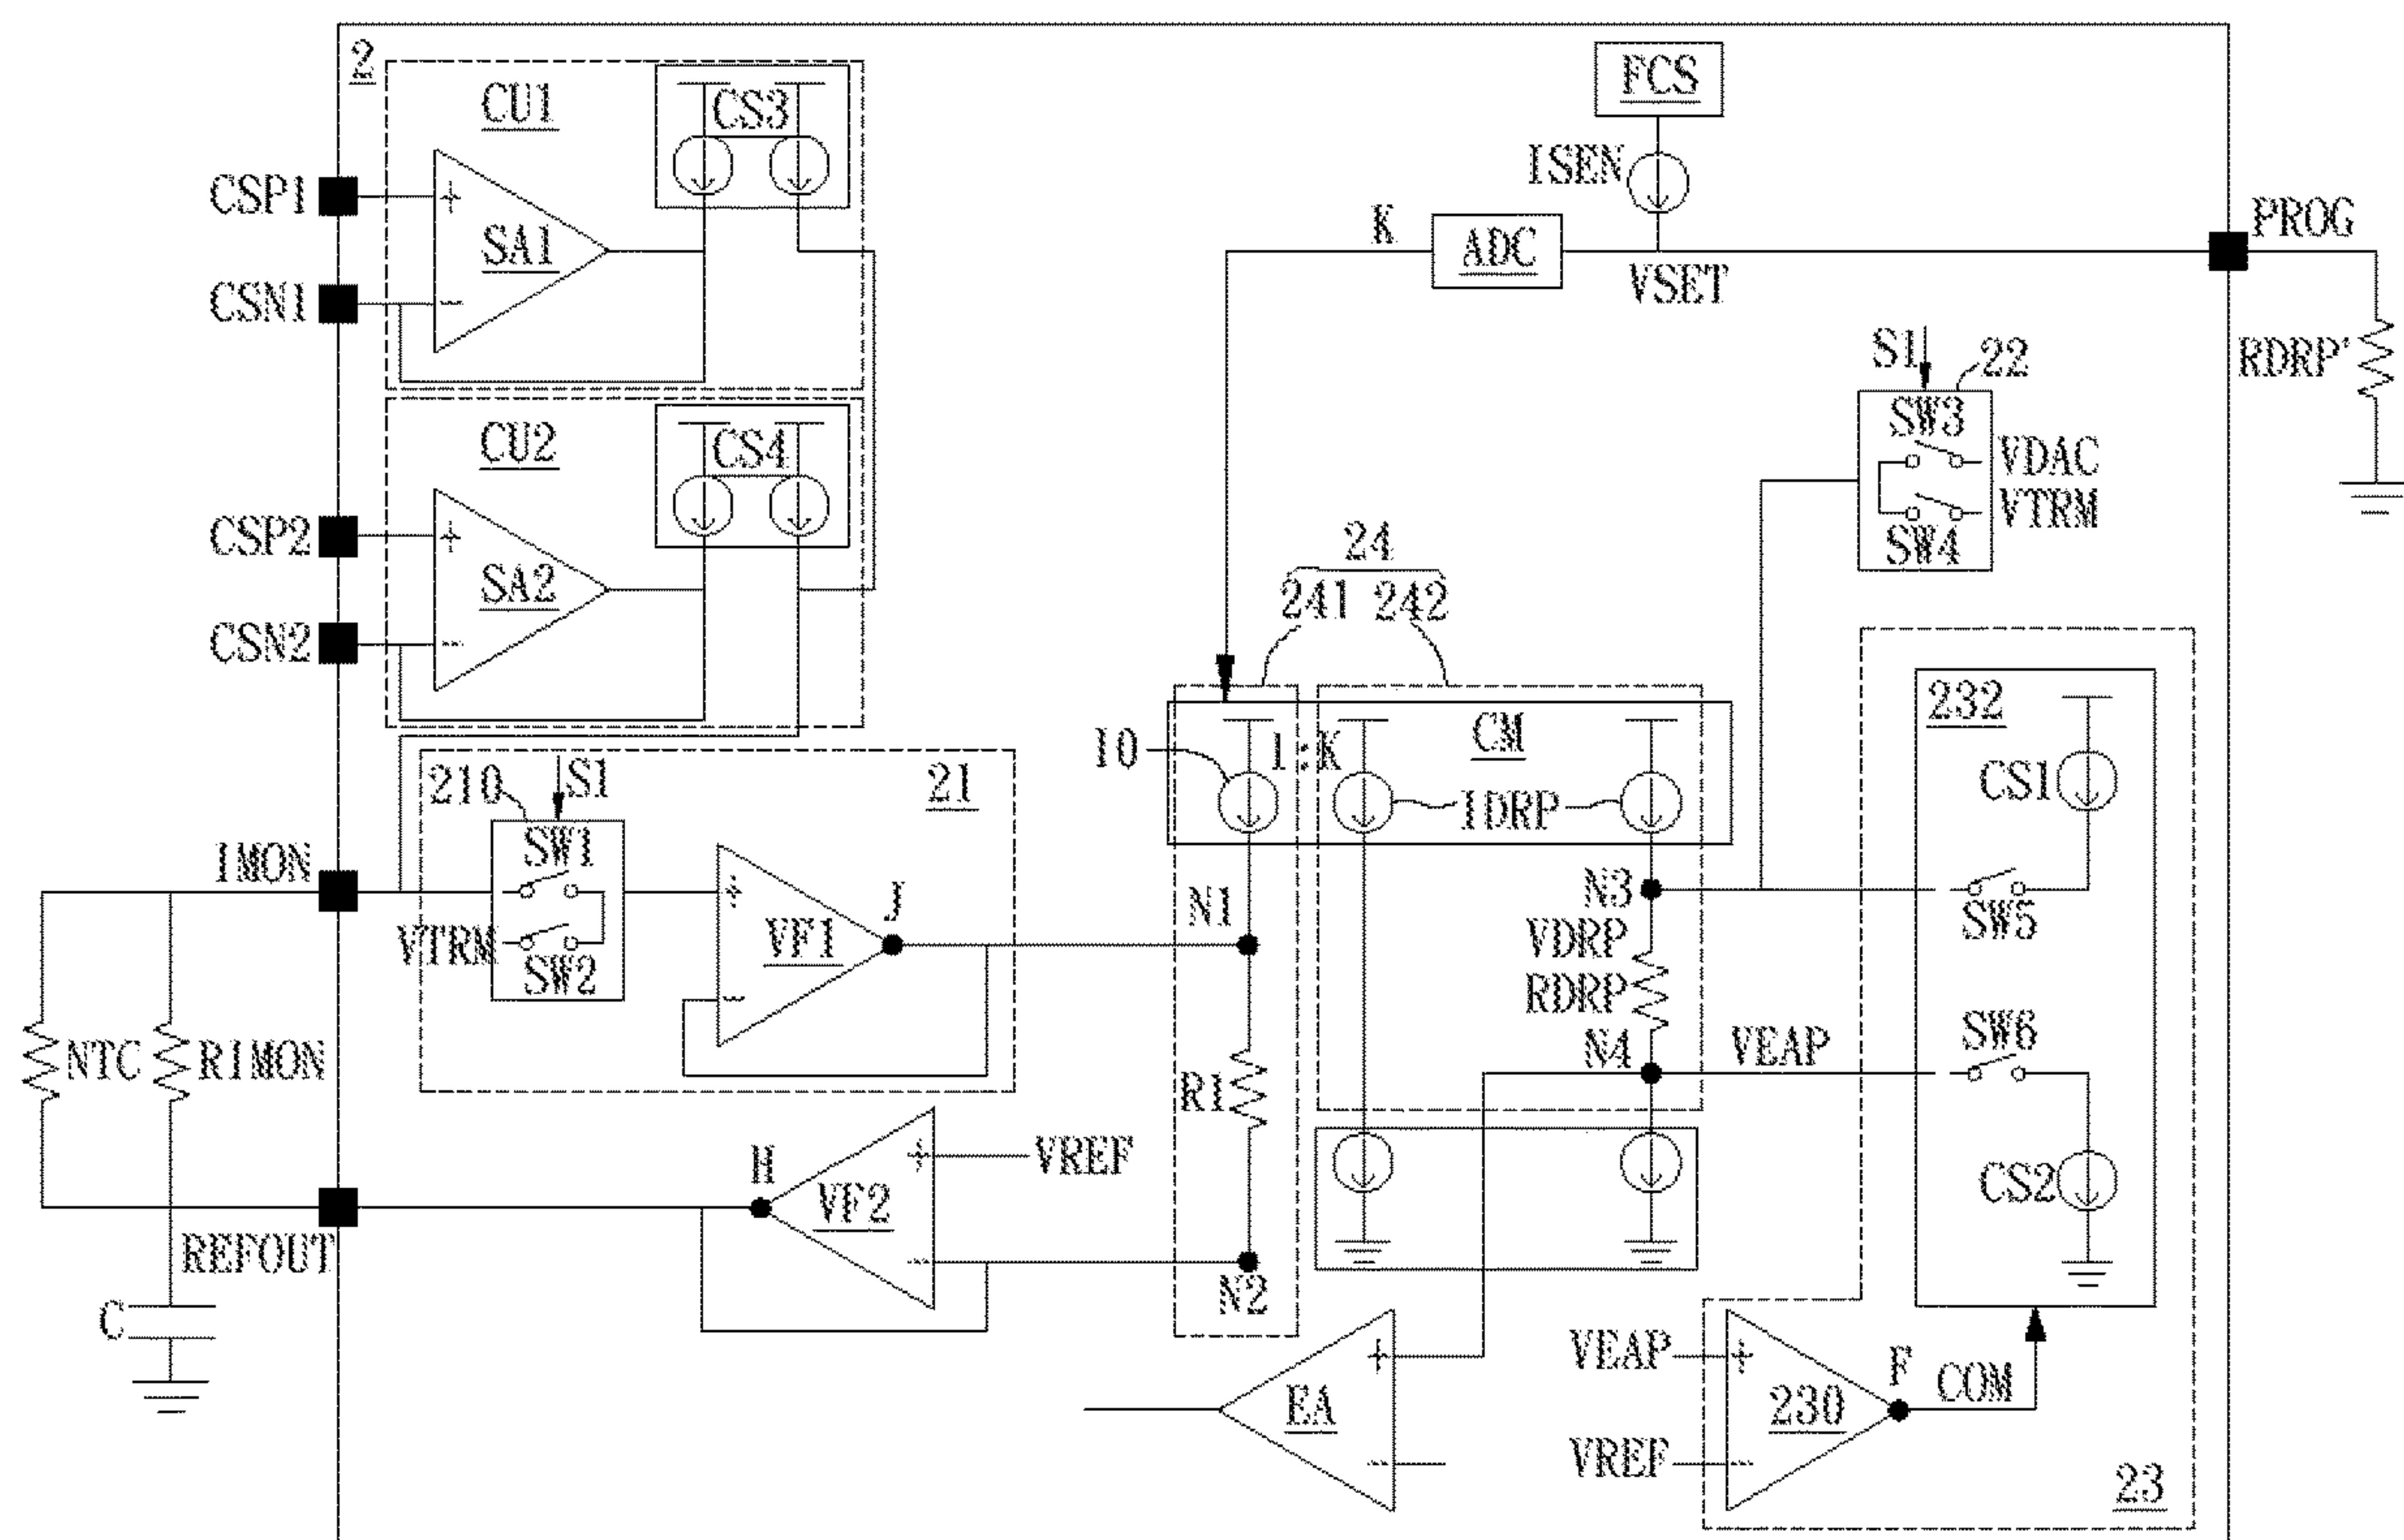 2
CU1
CS3
FCS
ISEN
CSP1
SA1
K
ADC
VSET
PROG
CSN1
S1
22
RDRP'
SW3
CU2
CS4
VDAC
VTRM
SW4
CSP2
SA2
24
241
242
CSN2
232
I0
1:K
CM
CS1
210
S1
21
IDRP
SW1
IMON
J
N1
N3
SW5
VTRM
VF1
VDRP
SW2
RDRP
NTC
RIMON
R1
N4
VEAP
SW6
H
VREF
VF2
CS2
REFOUT
N2
C
VEAP
F
COM
EA
230
VREF
23